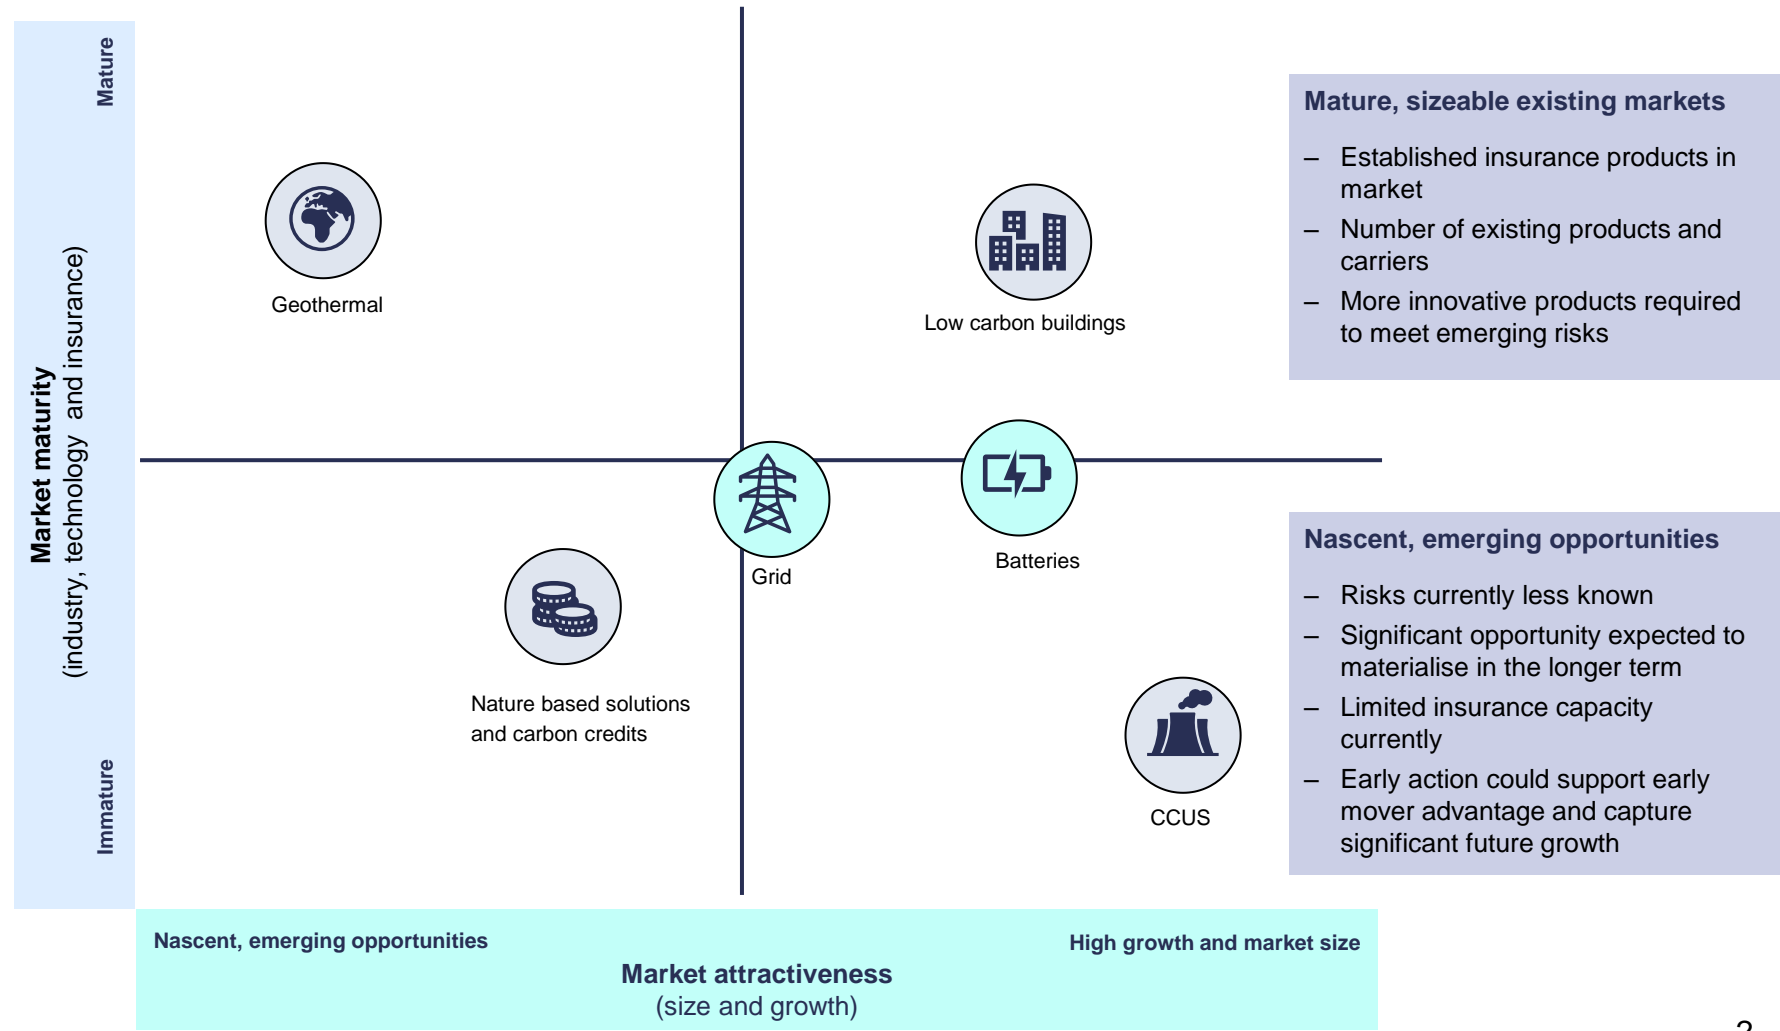 Mature
Market maturity
(industry, technology and insurance)
Immature
Geothermal
Low carbon buildings
Grid
Batteries
Nature based solutions
and carbon credits
CCUS
Mature, sizeable existing markets
– Established insurance products in
market
– Number of existing products and
carriers
– More innovative products required
to meet emerging risks
Nascent, emerging opportunities
– Risks currently less known
– Significant opportunity expected to
materialise in the longer term
– Limited insurance capacity
currently
– Early action could support early
mover advantage and capture
significant future growth
Nascent, emerging opportunities
High growth and market size
Market attractiveness
(size and growth)